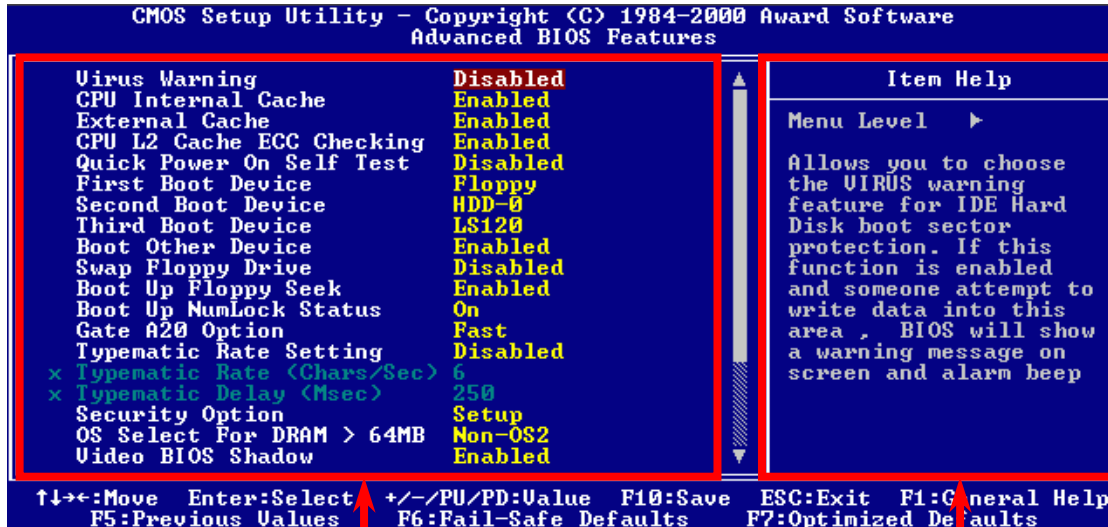 CMOS Setup Utility – Copyright (C) 1984–2000 Award Software
Advanced BIOS Features
Virus Warning Disabled
CPU Internal Cache Enabled
External Cache Enabled
CPU L2 Cache ECC Checking Enabled
Quick Power On Self Test Disabled
First Boot Device Floppy
Second Boot Device HDD-0
Third Boot Device LS120
Boot Other Device Enabled
Swap Floppy Drive Disabled
Boot Up Floppy Seek Enabled
Boot Up NumLock Status On
Gate A20 Option Fast
Typematic Rate Setting Disabled
x Typematic Rate (Chars/Sec) 6
x Typematic Delay (Msec) 250
Security Option Setup
OS Select For DRAM > 64MB Non-OS2
Video BIOS Shadow Enabled
Item Help
Menu Level ►
Allows you to choose
the VIRUS warning
feature for IDE Hard
Disk boot sector
protection. If this
function is enabled
and someone attempt to
write data into this
area , BIOS will show
a warning message on
screen and alarm beep
↑↓→←:Move Enter:Select +/-/PU/PD:Value F10:Save ESC:Exit F1:General Help
F5:Previous Values F6:Fail-Safe Defaults F7:Optimized Defaults